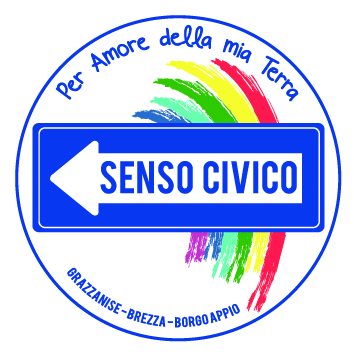 Per Amore della mia Terra
SENSO CIVICO
GRAZZANISE - BREZZA - BORGO APPIO